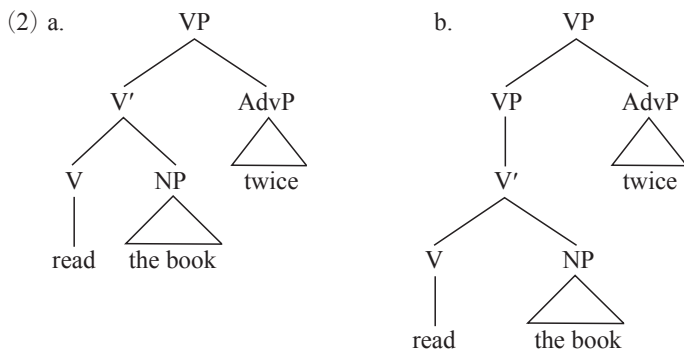 (2) a. VP b. VP
V′ AdvP VP AdvP
V NP twice V′ twice
read the book V NP
read the book